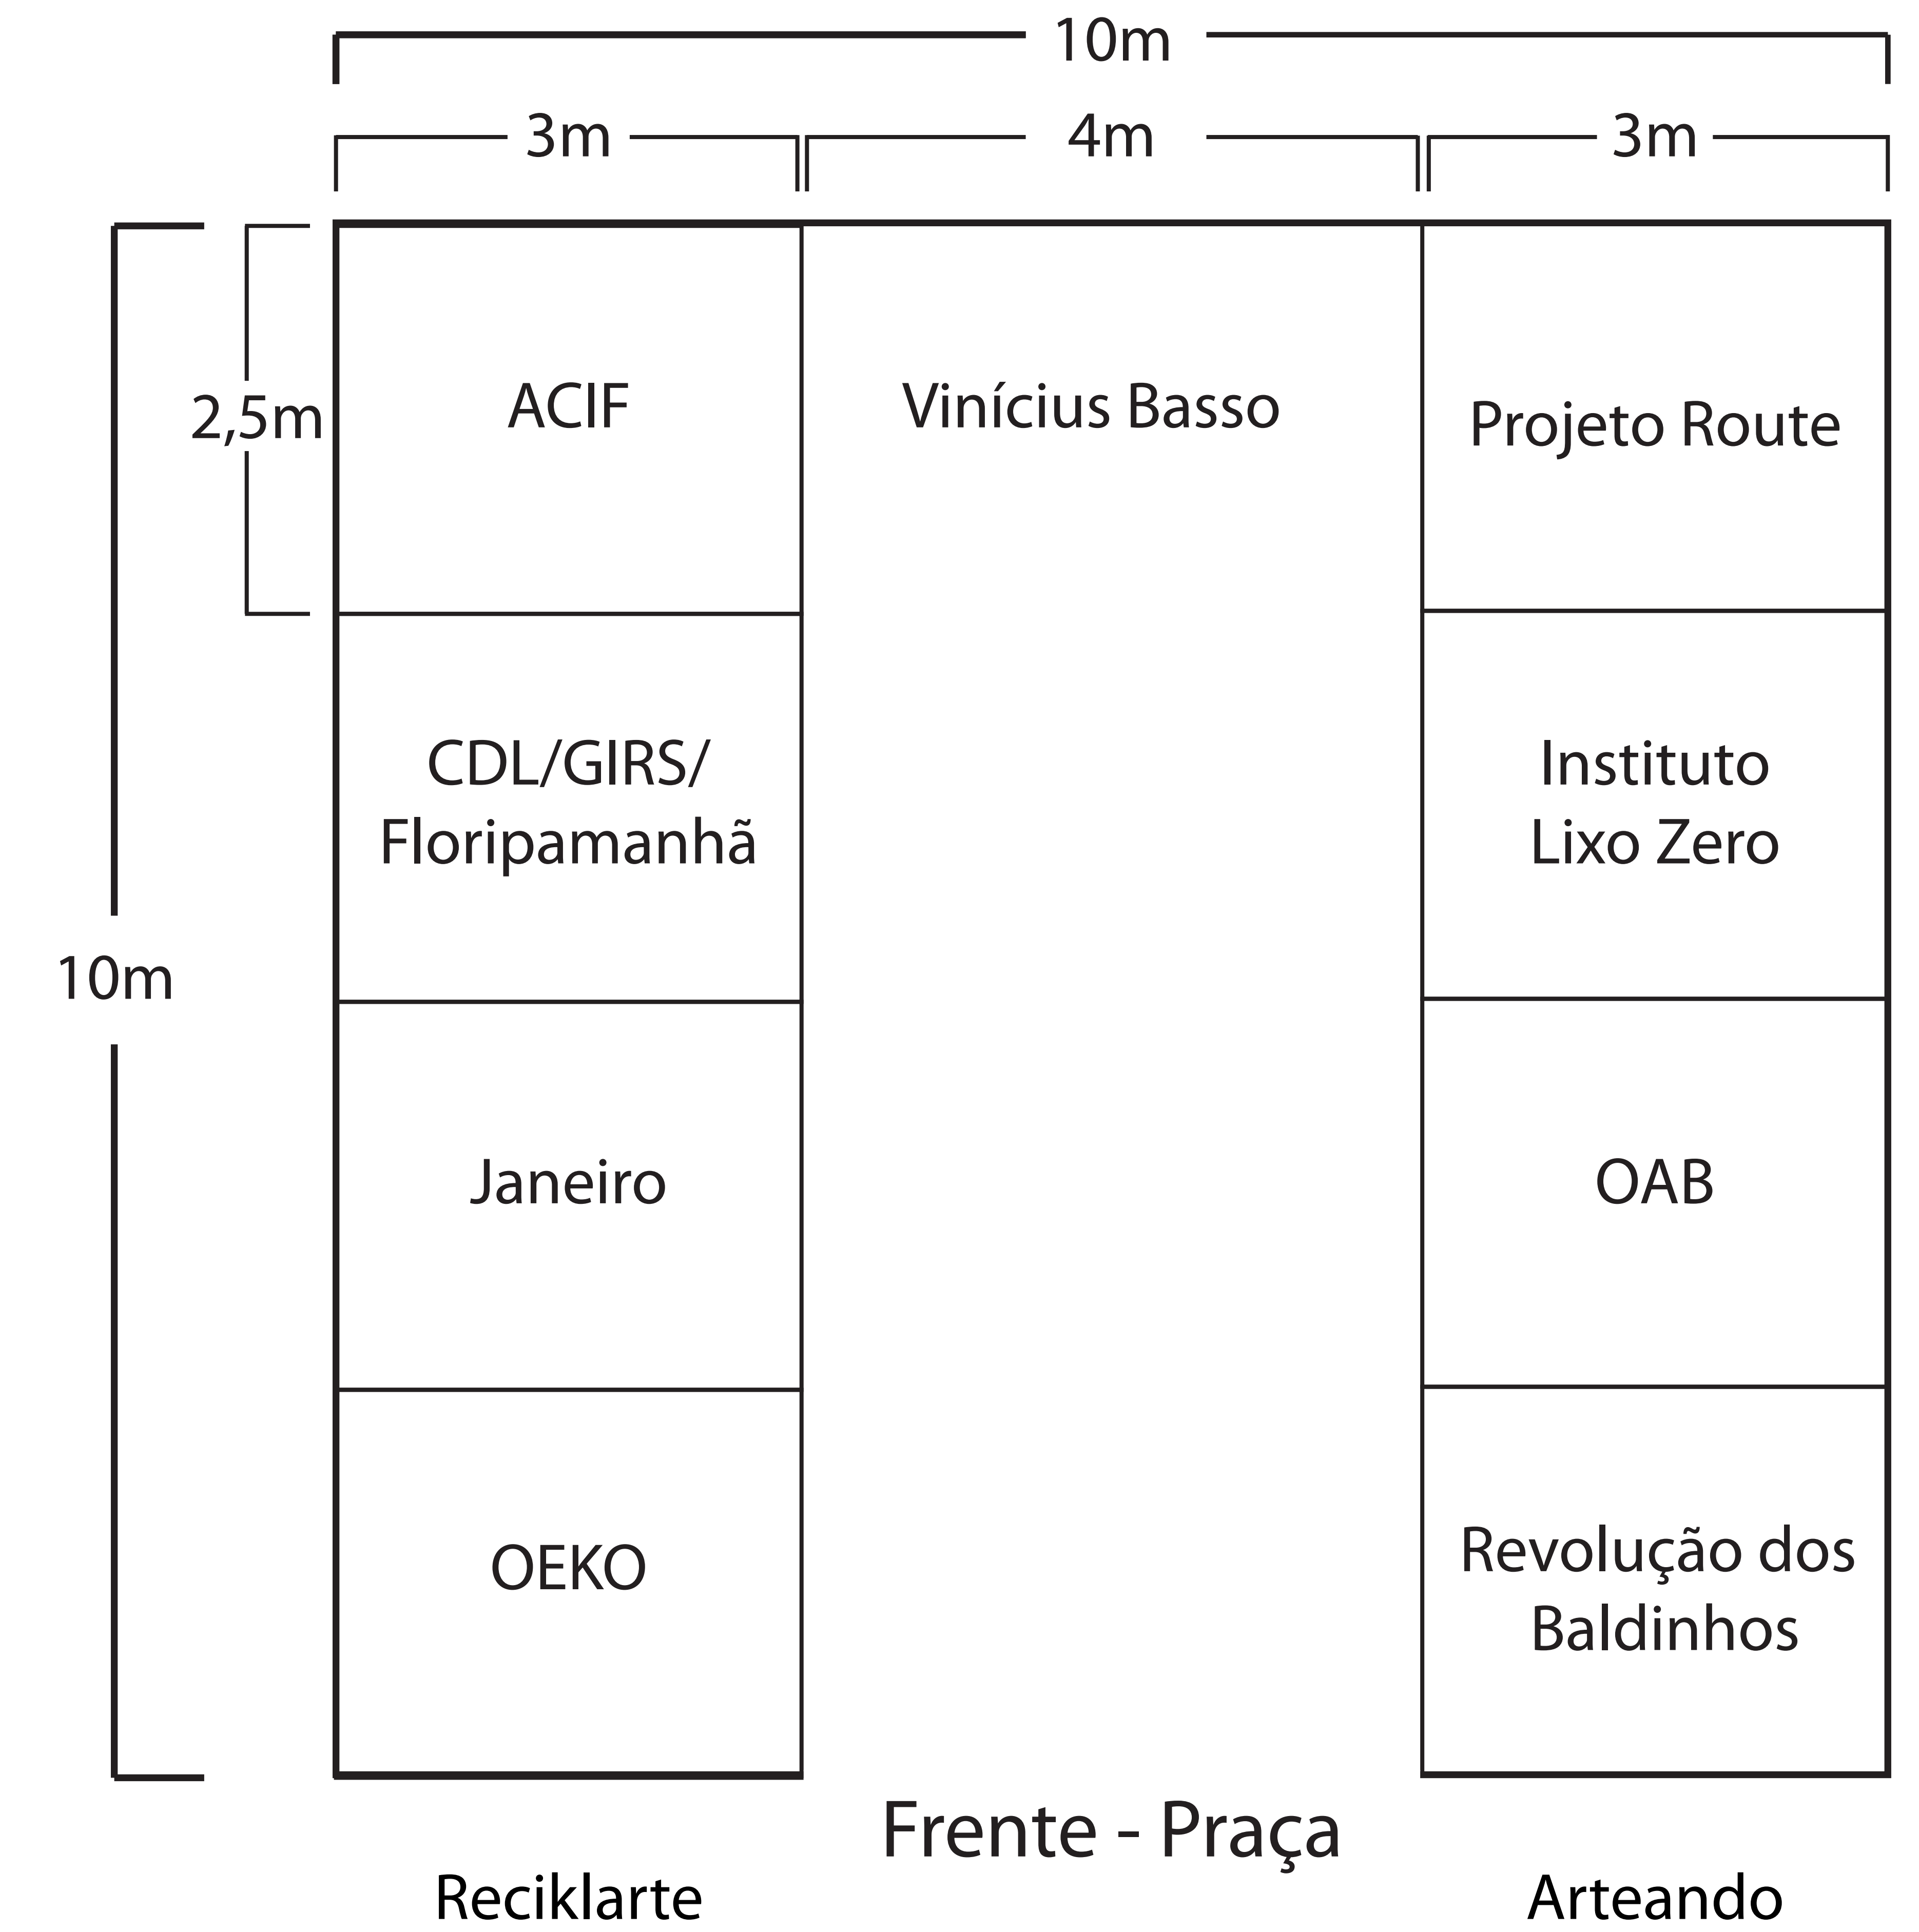 10m
3m
4m
3m
2,5m
ACIF
Vinícius Basso
Projeto Route
CDL/GIRS/
Floripamanhã
Instituto
Lixo Zero
10m
Janeiro
OAB
OEKO
Revolução dos
Baldinhos
Frente - Praça
Reciklarte
Arteando